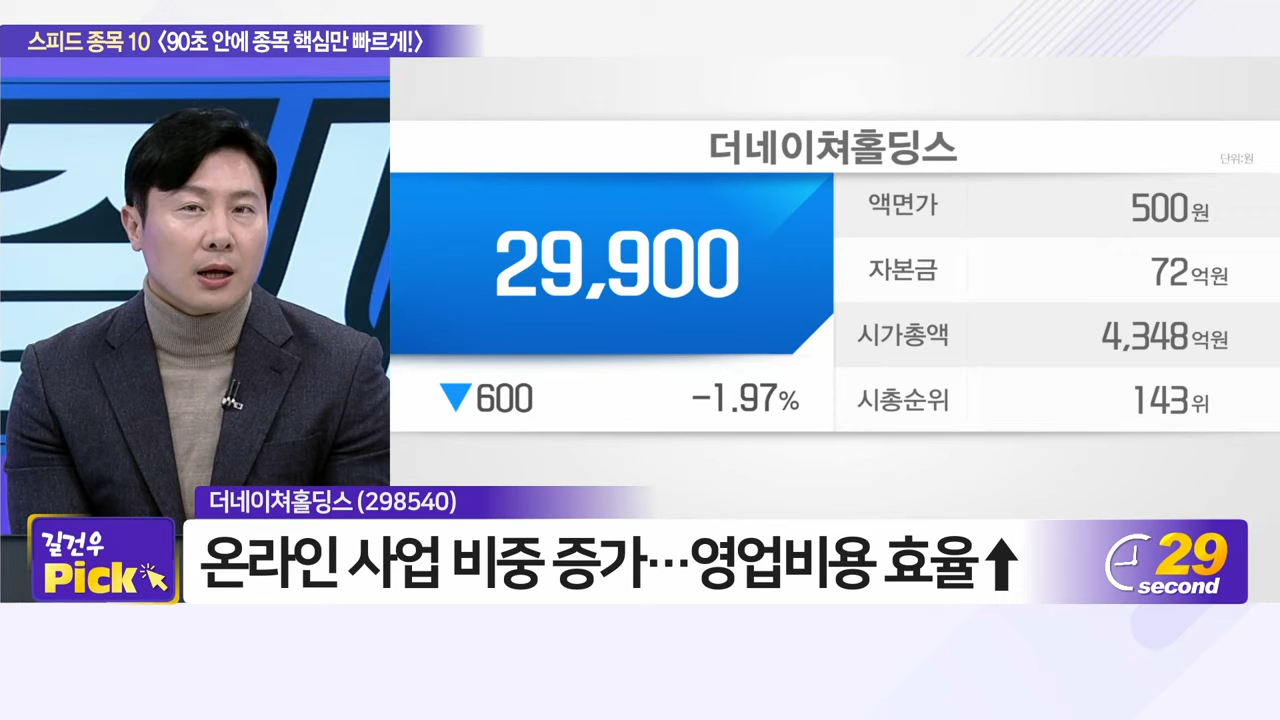 스피드 종목 10 〈90초 안에 종목 핵심만 빠르게!〉
더네이쳐홀딩스
단위:원
29,900
▼600 -1.97%
액면가 500원
자본금 72억원
시가총액 4,348억원
시총순위 143위
더네이쳐홀딩스 (298540)
길건우
Pick
온라인 사업 비중 증가…영업비용 효율↑
29
second